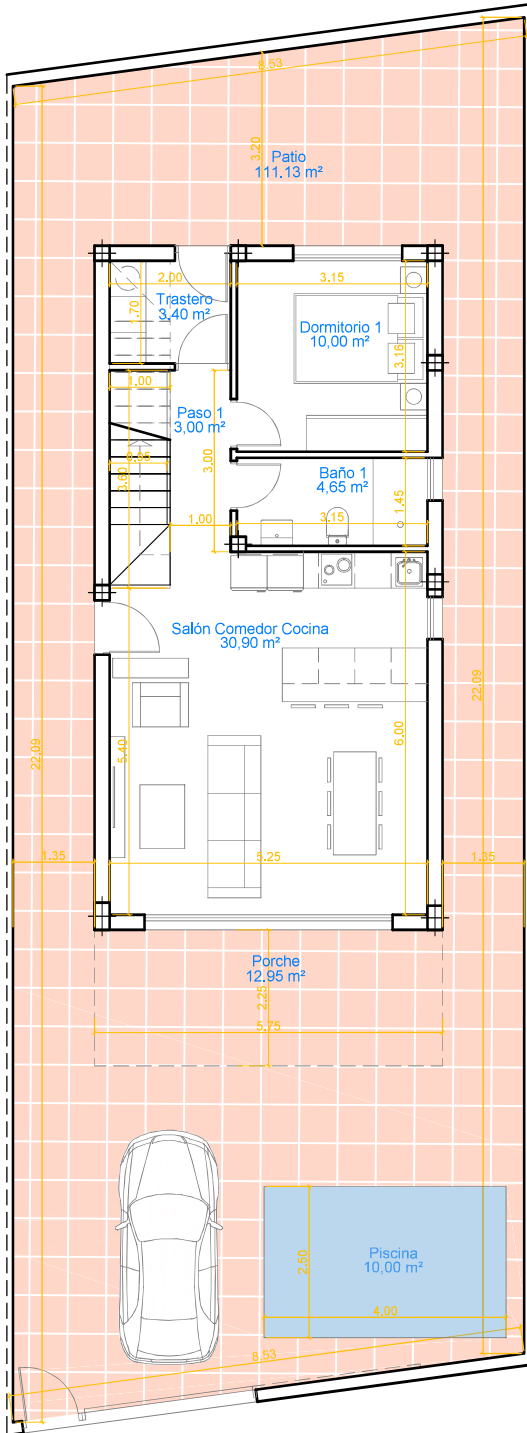 8.53
3.20
Patio
111.13 m²
2.00
3.15
Trastero
3,40 m²
1.70
Dormitorio 1
10,00 m²
3.16
1.00
Paso 1
3,00 m²
3.00
0.95
3.60
Baño 1
4,65 m²
1.45
1.00
3.15
Salón Comedor Cocina
30,90 m²
22.09
22.09
5.40
6.00
1.35
5.25
1.35
Porche
12.95 m²
2.25
5.75
Piscina
10,00 m²
2.50
4.00
8.53